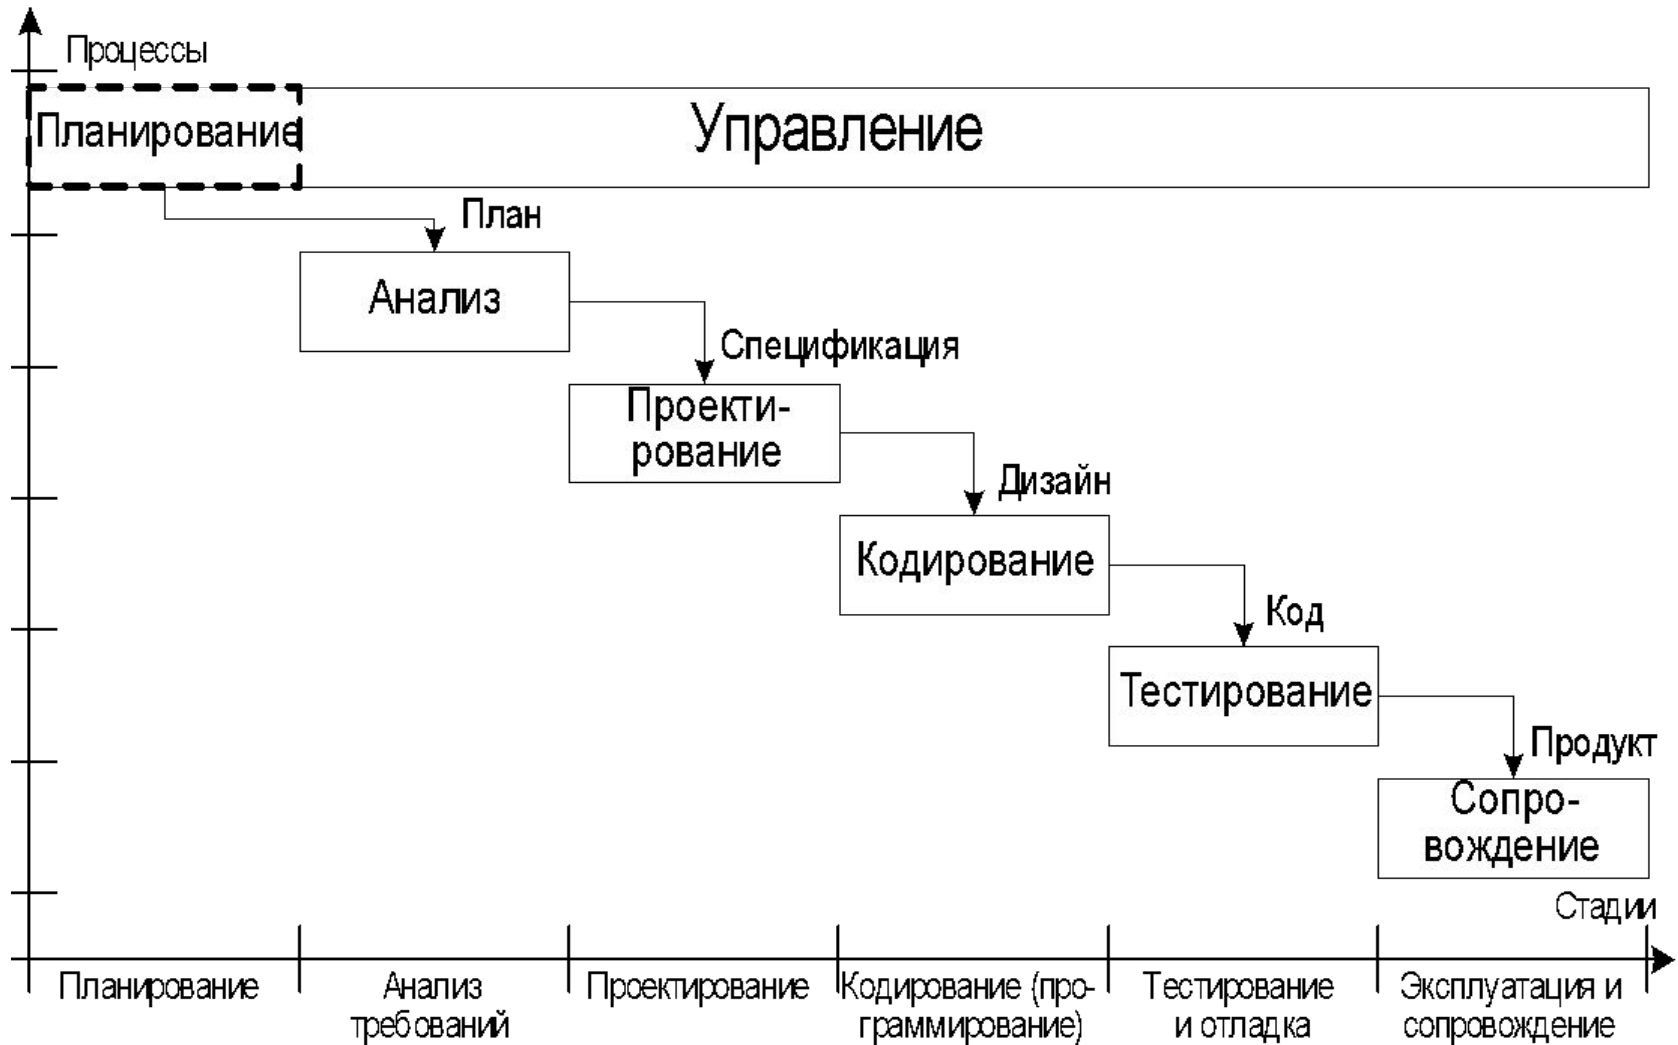 Процессы
Планирование
Управление
План
Анализ
Спецификация
Проекти-
рование
Дизайн
Кодирование
Код
Тестирование
Продукт
Сопро-
вождение
Стадии
Планирование
Анализ
требований
Проектирование
Кодирование (про-
граммирование)
Тестирование
и отладка
Эксплуатация и
сопровождение